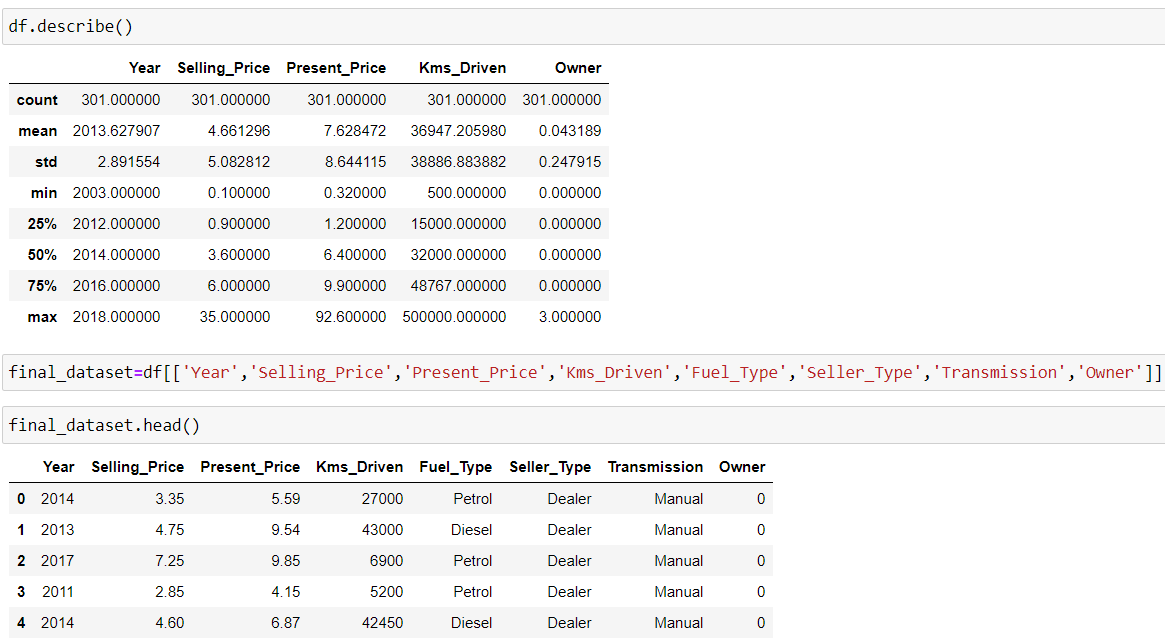 df.describe()
Year Selling_Price Present_Price Kms_Driven Owner
count 301.000000 301.000000 301.000000 301.000000 301.000000
mean 2013.627907 4.661296 7.628472 36947.205980 0.043189
std 2.891554 5.082812 8.644115 38886.883882 0.247915
min 2003.000000 0.100000 0.320000 500.000000 0.000000
25% 2012.000000 0.900000 1.200000 15000.000000 0.000000
50% 2014.000000 3.600000 6.400000 32000.000000 0.000000
75% 2016.000000 6.000000 9.900000 48767.000000 0.000000
max 2018.000000 35.000000 92.600000 500000.000000 3.000000
final_dataset=df[['Year','Selling_Price','Present_Price','Kms_Driven','Fuel_Type','Seller_Type','Transmission','Owner']]
final_dataset.head()
Year Selling_Price Present_Price Kms_Driven Fuel_Type Seller_Type Transmission Owner
0 2014 3.35 5.59 27000 Petrol Dealer Manual 0
1 2013 4.75 9.54 43000 Diesel Dealer Manual 0
2 2017 7.25 9.85 6900 Petrol Dealer Manual 0
3 2011 2.85 4.15 5200 Petrol Dealer Manual 0
4 2014 4.60 6.87 42450 Diesel Dealer Manual 0